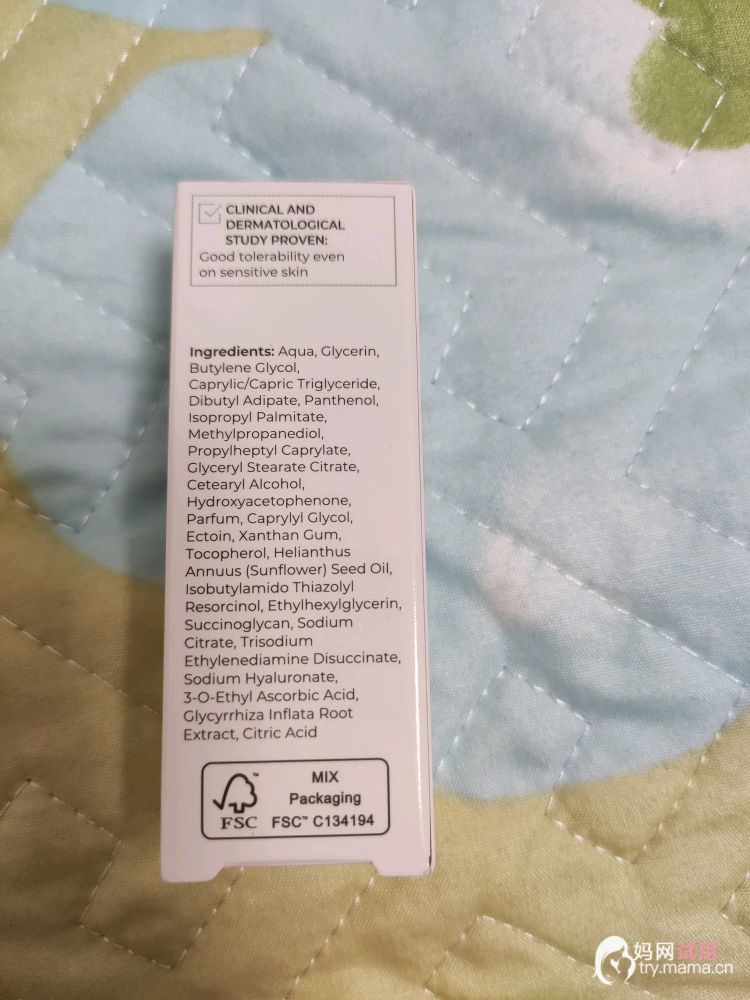 CLINICAL AND
DERMATOLOGICAL
STUDY PROVEN:
Good tolerability even
on sensitive skin
Ingredients: Aqua, Glycerin,
Butylene Glycol,
Caprylic/Capric Triglyceride,
Dibutyl Adipate, Panthenol,
Isopropyl Palmitate,
Methylpropanediol,
Propylheptyl Caprylate,
Glyceryl Stearate Citrate,
Cetearyl Alcohol,
Hydroxyacetophenone,
Parfum, Caprylyl Glycol,
Ectoin, Xanthan Gum,
Tocopherol, Helianthus
Annuus (Sunflower) Seed Oil,
Isobutylamido Thiazolyl
Resorcinol, Ethylhexylglycerin,
Succinoglycan, Sodium
Citrate, Trisodium
Ethylenediamine Disuccinate,
Sodium Hyaluronate,
3-O-Ethyl Ascorbic Acid,
Glycyrrhiza Inflata Root
Extract, Citric Acid
FSC™
MIX
Packaging
FSC™ C134194
妈网试用
try.mama.cn